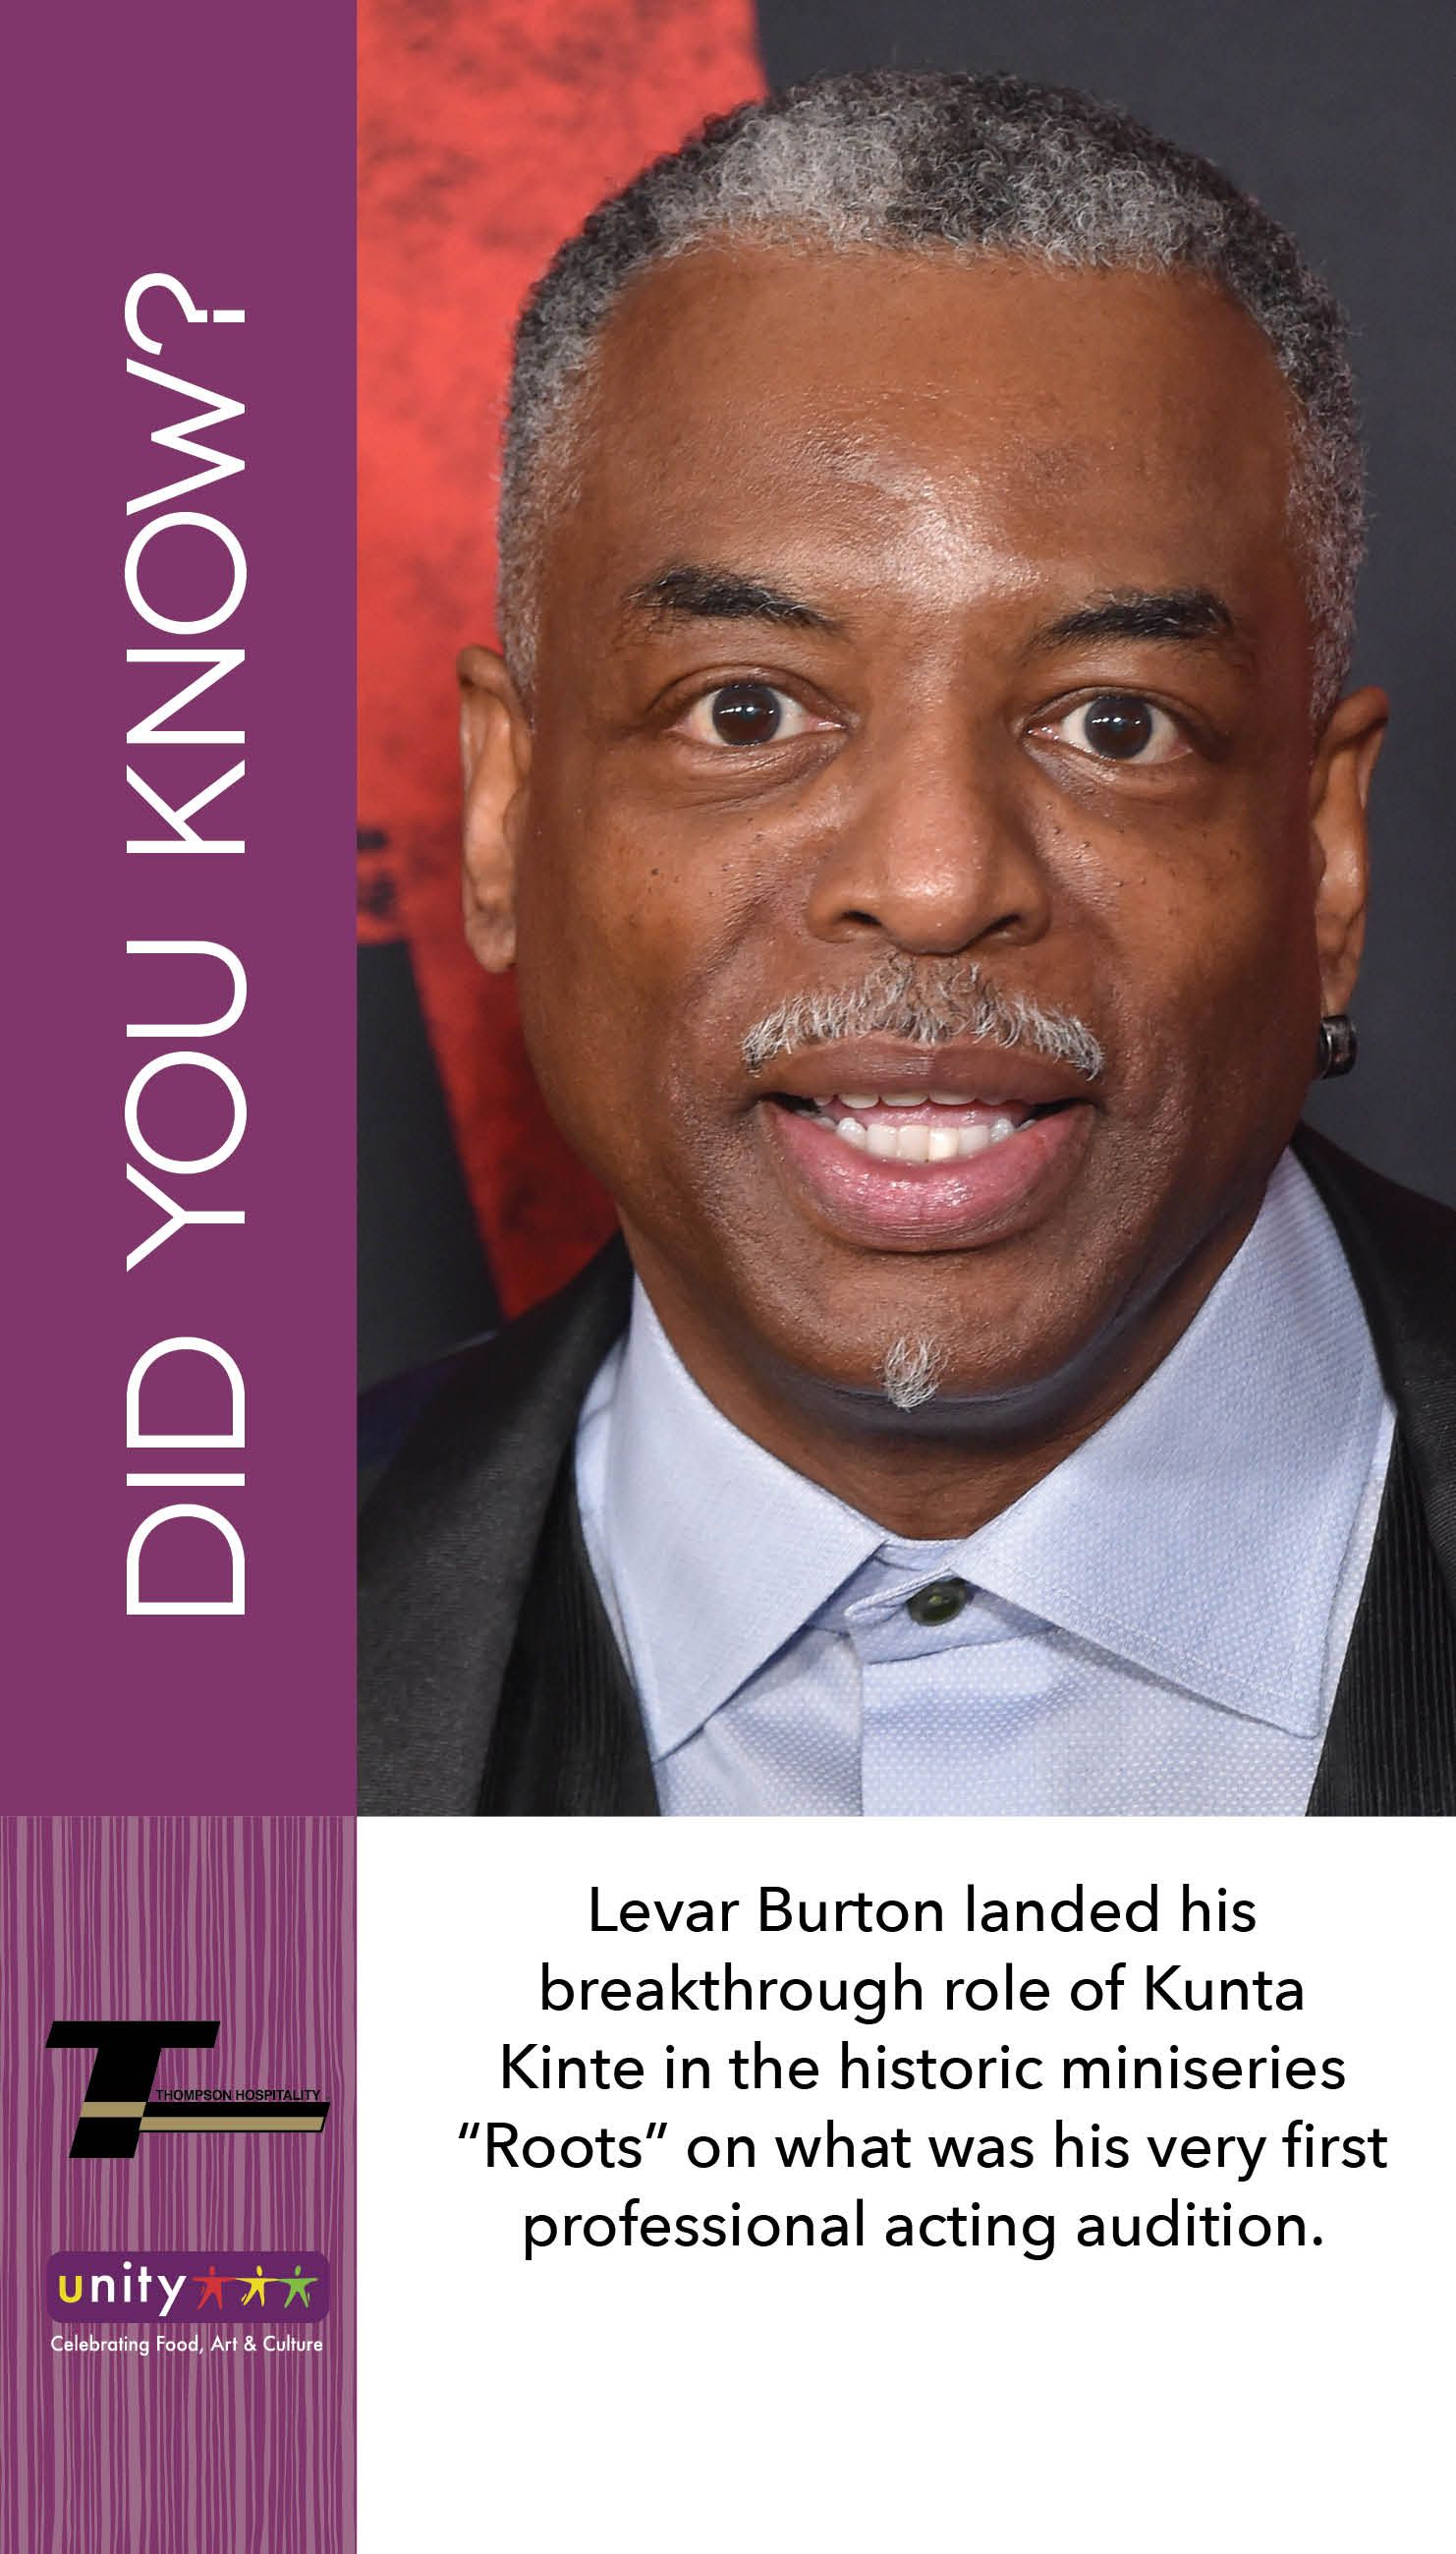 DID YOU KNOW?
Levar Burton landed his
breakthrough role of Kunta
Kinte in the historic miniseries
“Roots” on what was his very first
professional acting audition.
THOMPSON HOSPITALITY
unity
Celebrating Food, Art & Culture